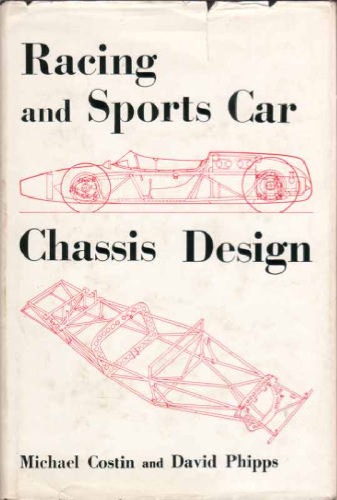 Racing
and Sports Car
Chassis Design
Michael Costin and David Phipps